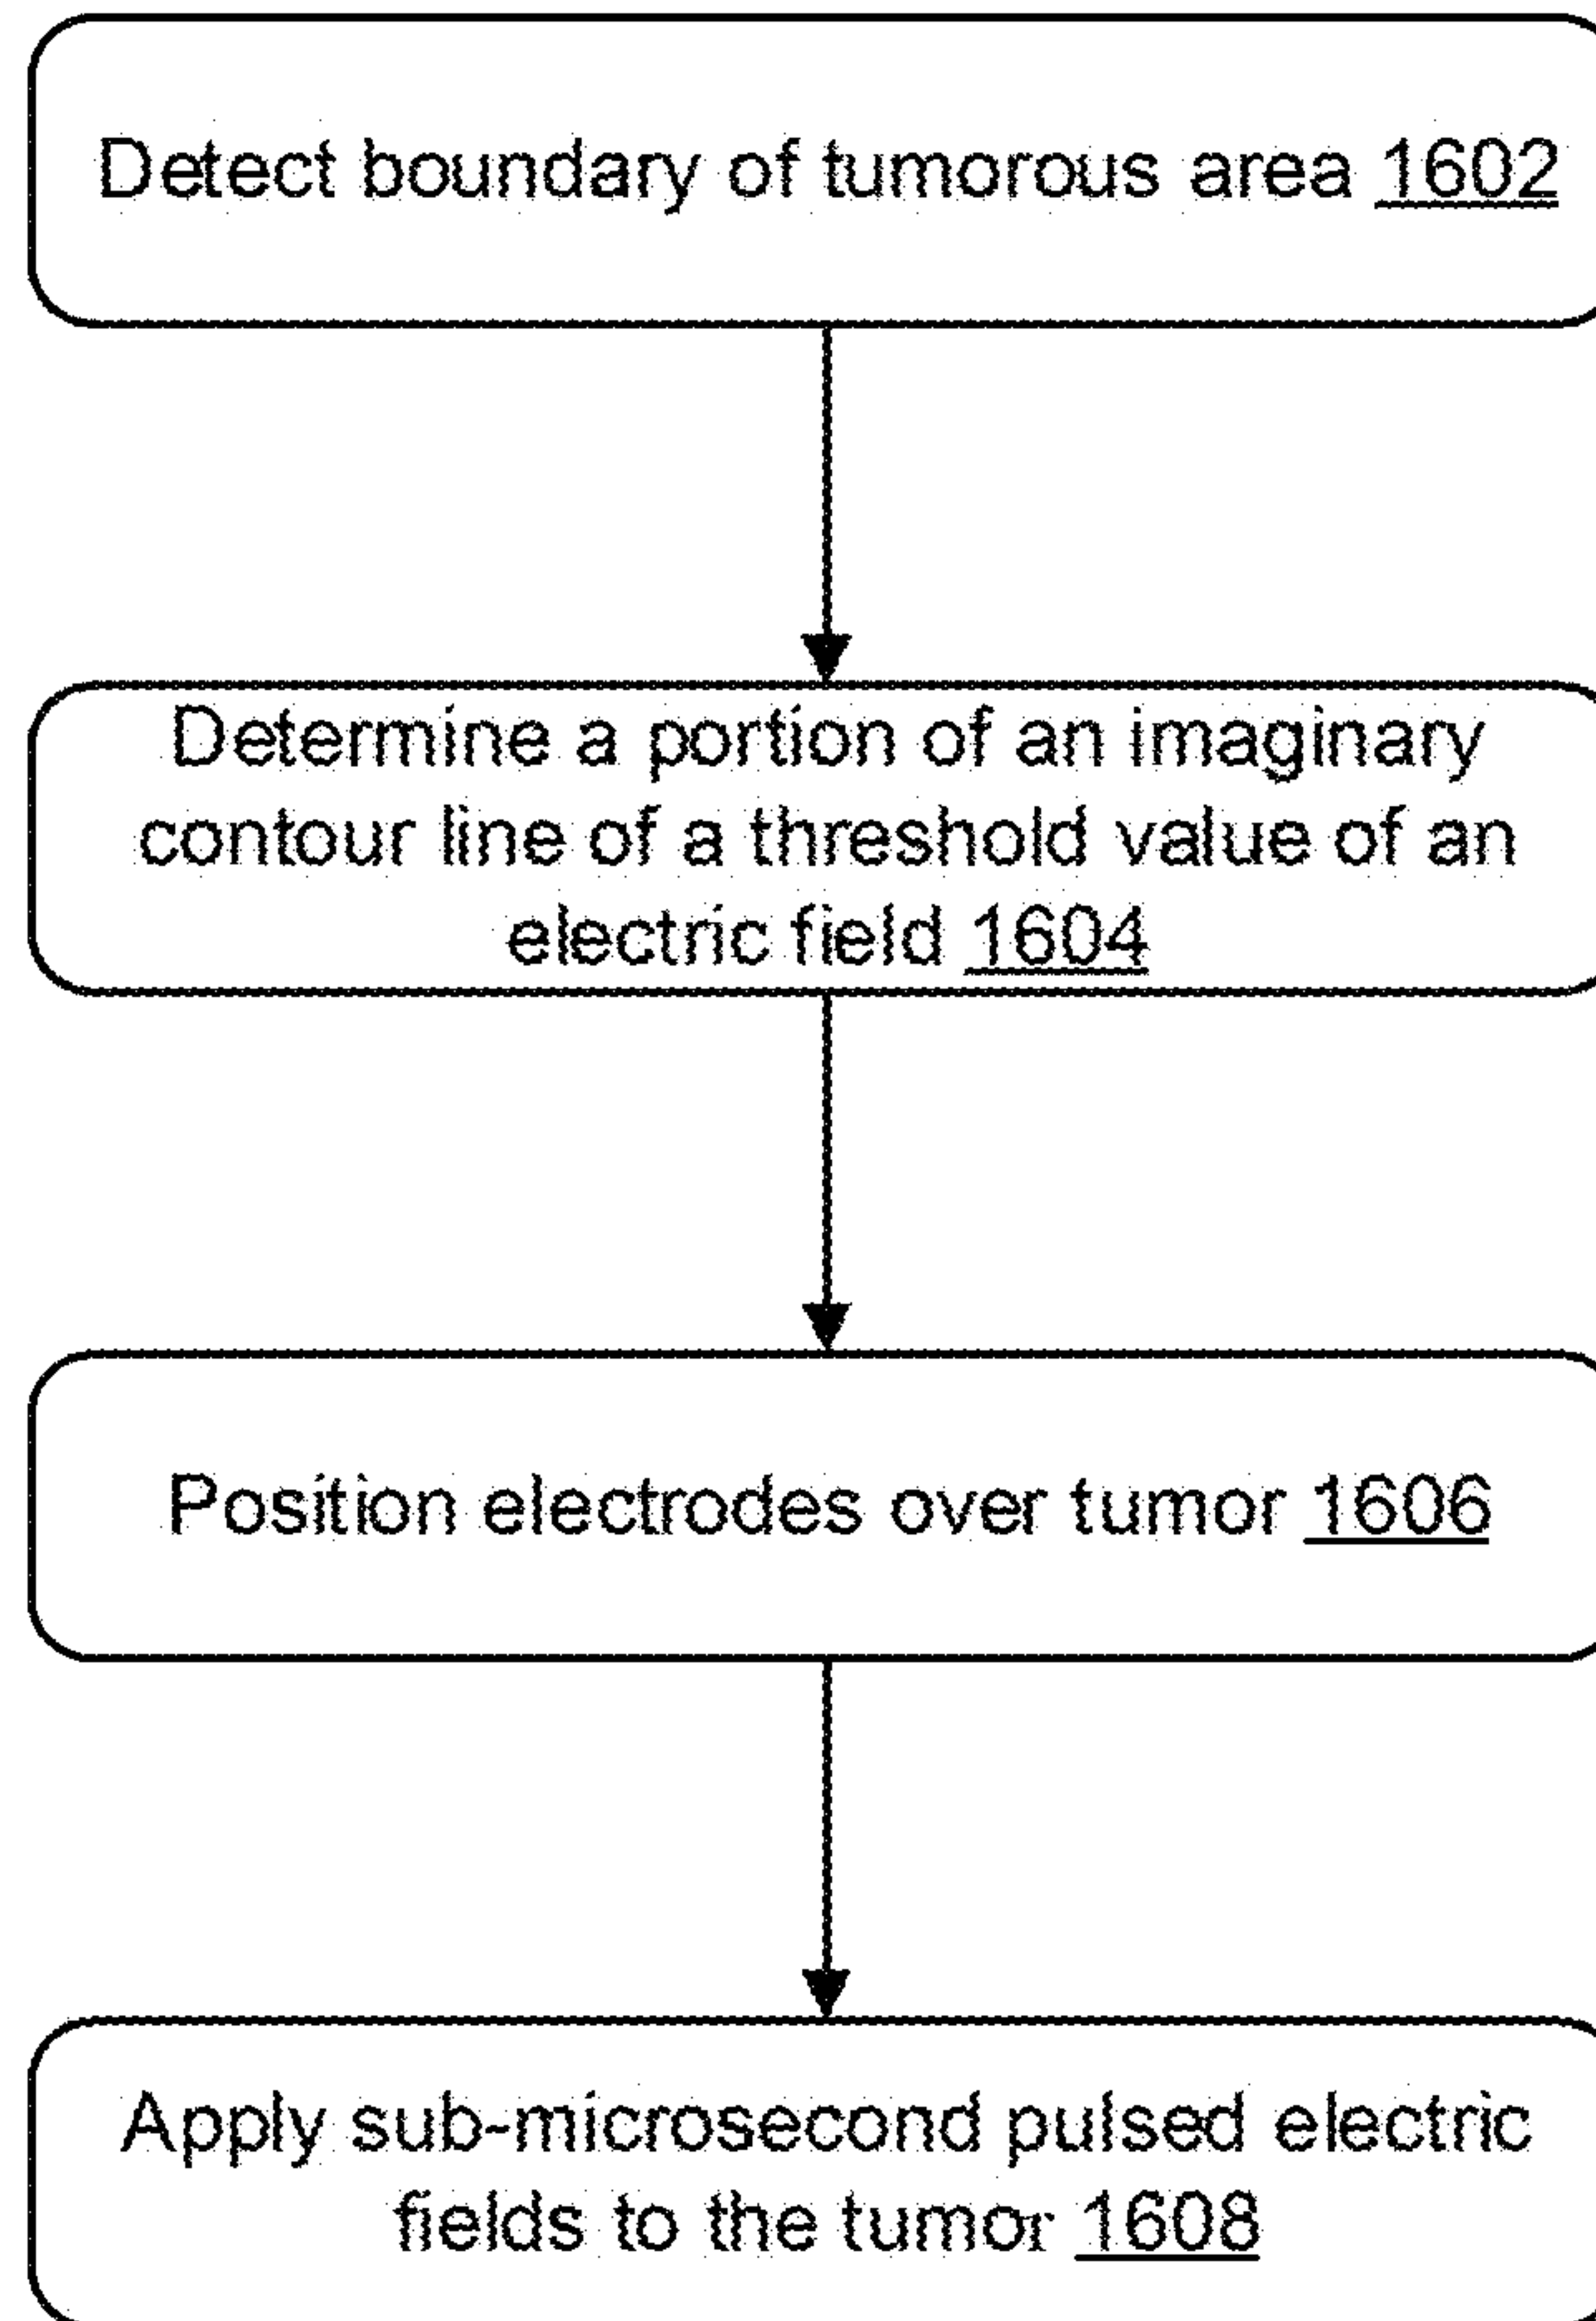 Detect boundary of tumorous area 1602
Determine a portion of an imaginary
contour line of a threshold value of an
electric field 1604
Position electrodes over tumor 1606
Apply sub-microsecond pulsed electric
fields to the tumor 1608